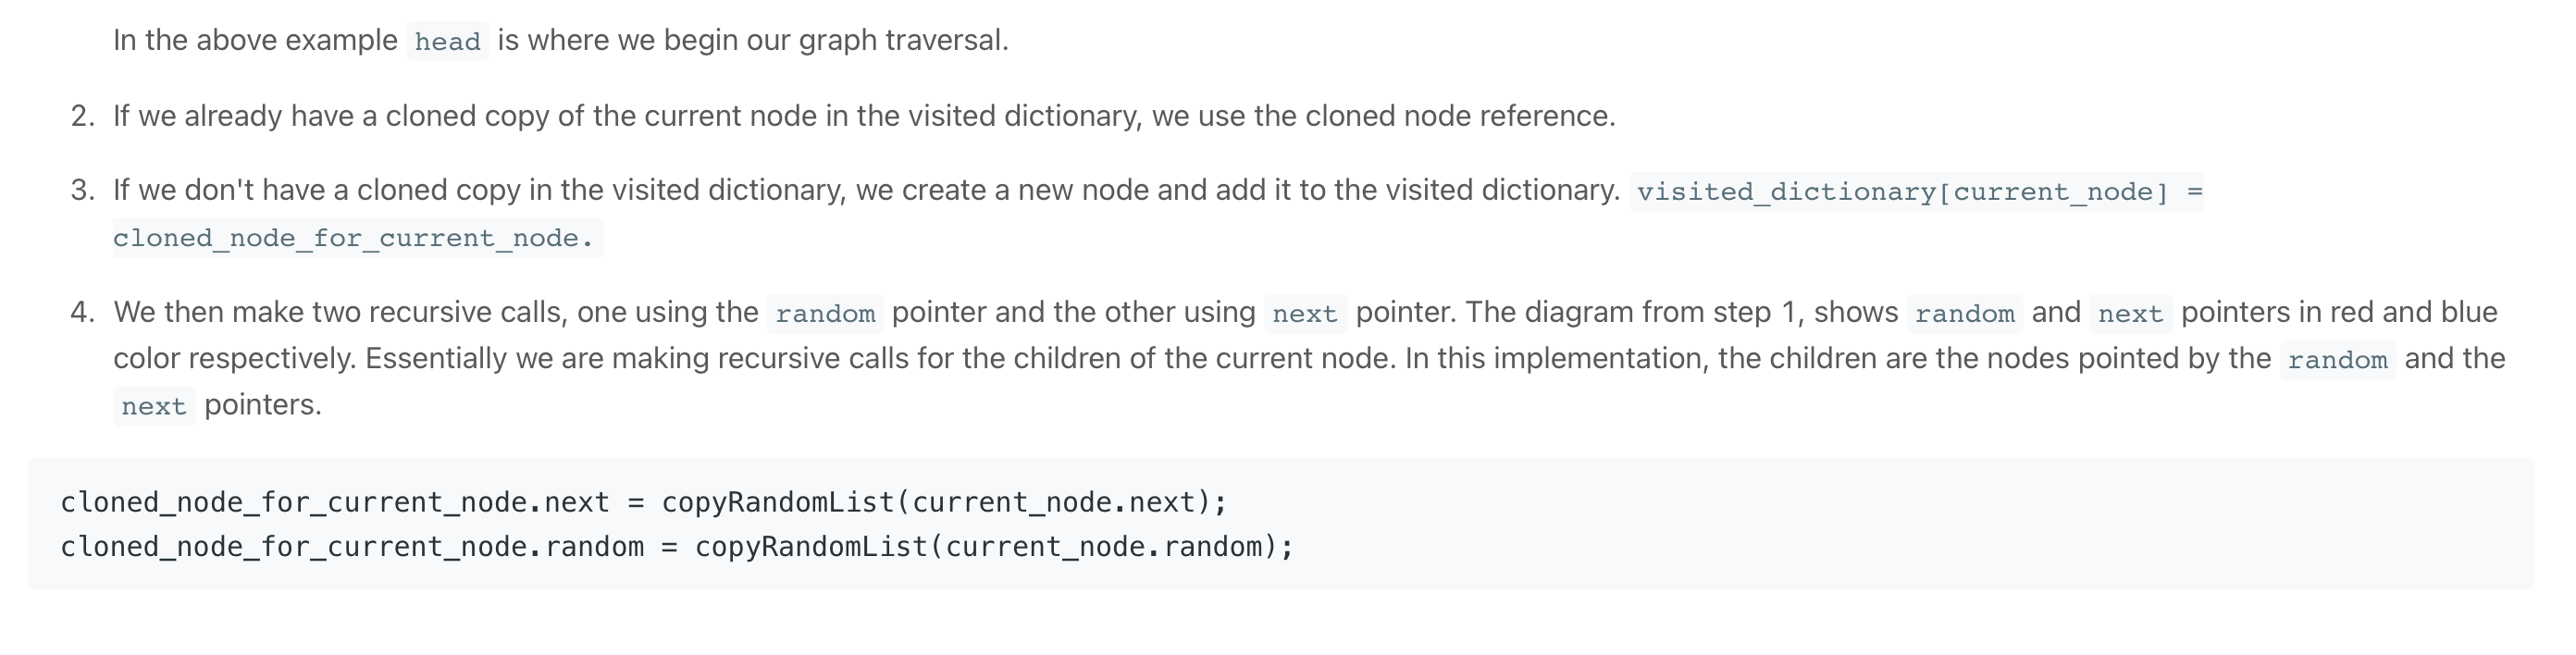 In the above example head is where we begin our graph traversal.
2. If we already have a cloned copy of the current node in the visited dictionary, we use the cloned node reference.
3. If we don't have a cloned copy in the visited dictionary, we create a new node and add it to the visited dictionary. visited_dictionary[current_node] =
cloned_node_for_current_node.
4. We then make two recursive calls, one using the random pointer and the other using next pointer. The diagram from step 1, shows random and next pointers in red and blue
color respectively. Essentially we are making recursive calls for the children of the current node. In this implementation, the children are the nodes pointed by the random and the
next pointers.
cloned_node_for_current_node.next = copyRandomList(current_node.next);
cloned_node_for_current_node.random = copyRandomList(current_node.random);